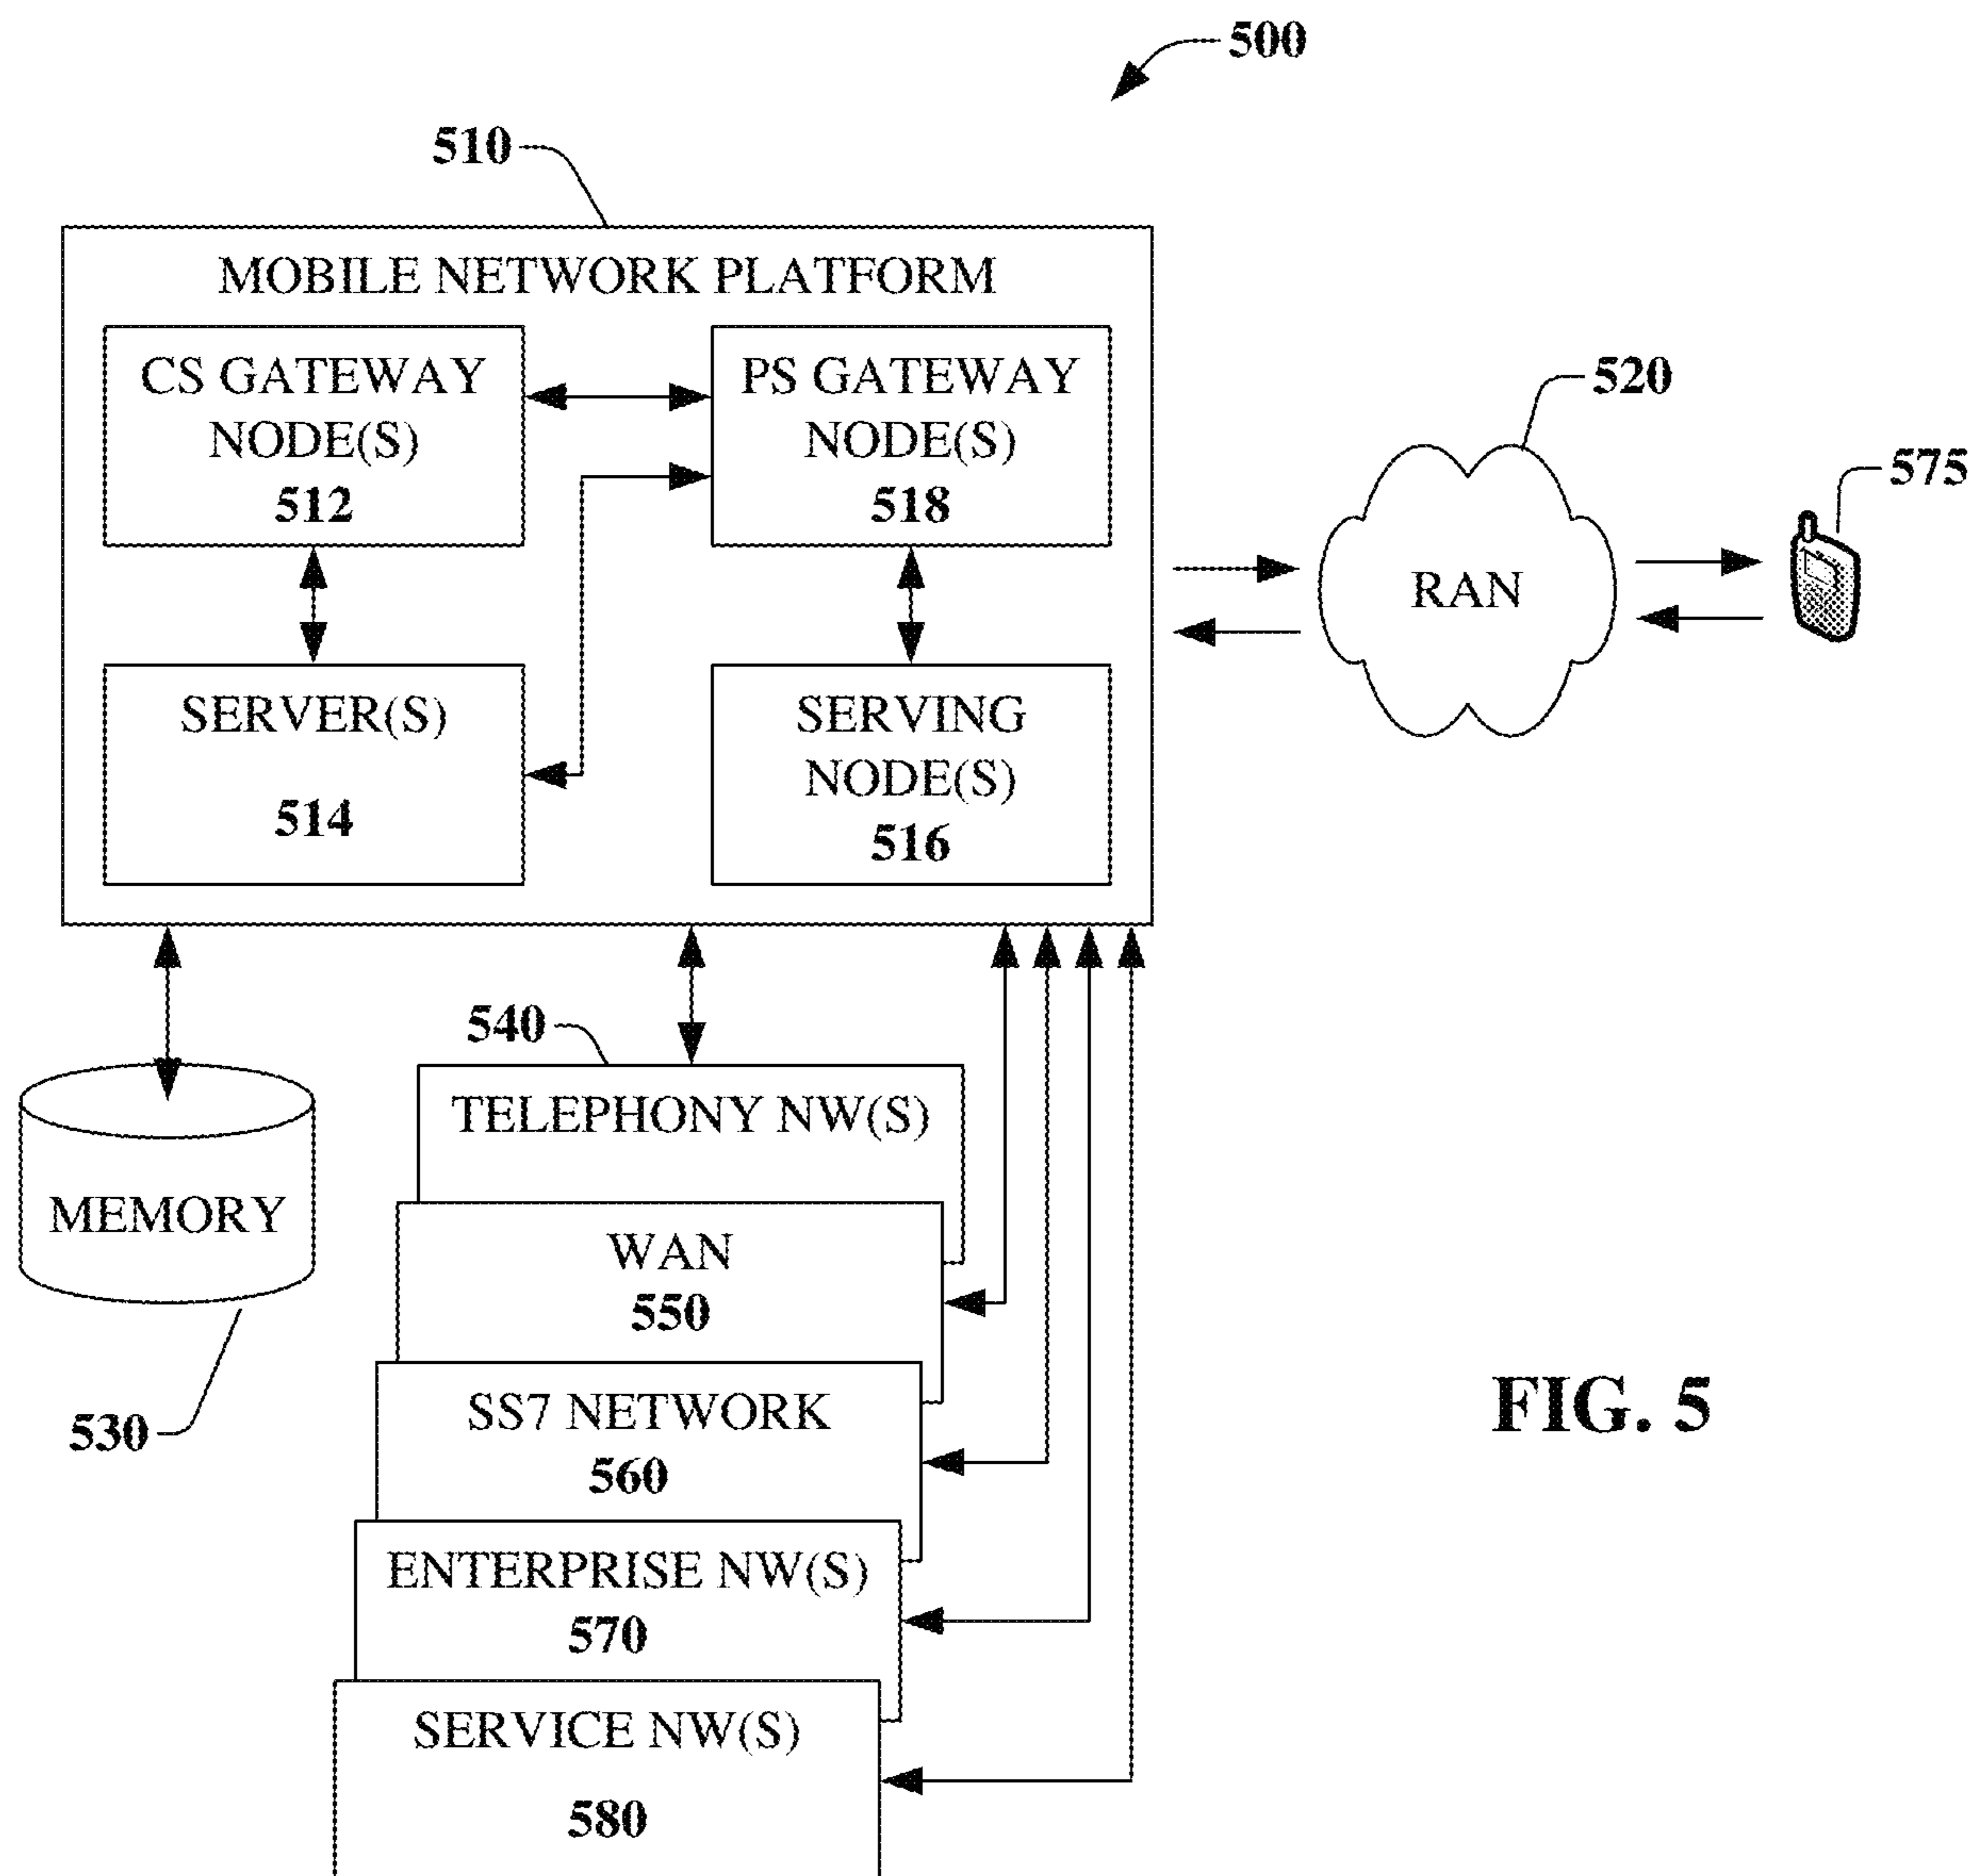 500
510
MOBILE NETWORK PLATFORM
CS GATEWAY
NODE(S)
512
PS GATEWAY
NODE(S)
518
SERVER(S)
514
SERVING
NODE(S)
516
520
RAN
575
540
TELEPHONY NW(S)
MEMORY
530
WAN
550
SS7 NETWORK
560
ENTERPRISE NW(S)
570
SERVICE NW(S)
580
FIG. 5